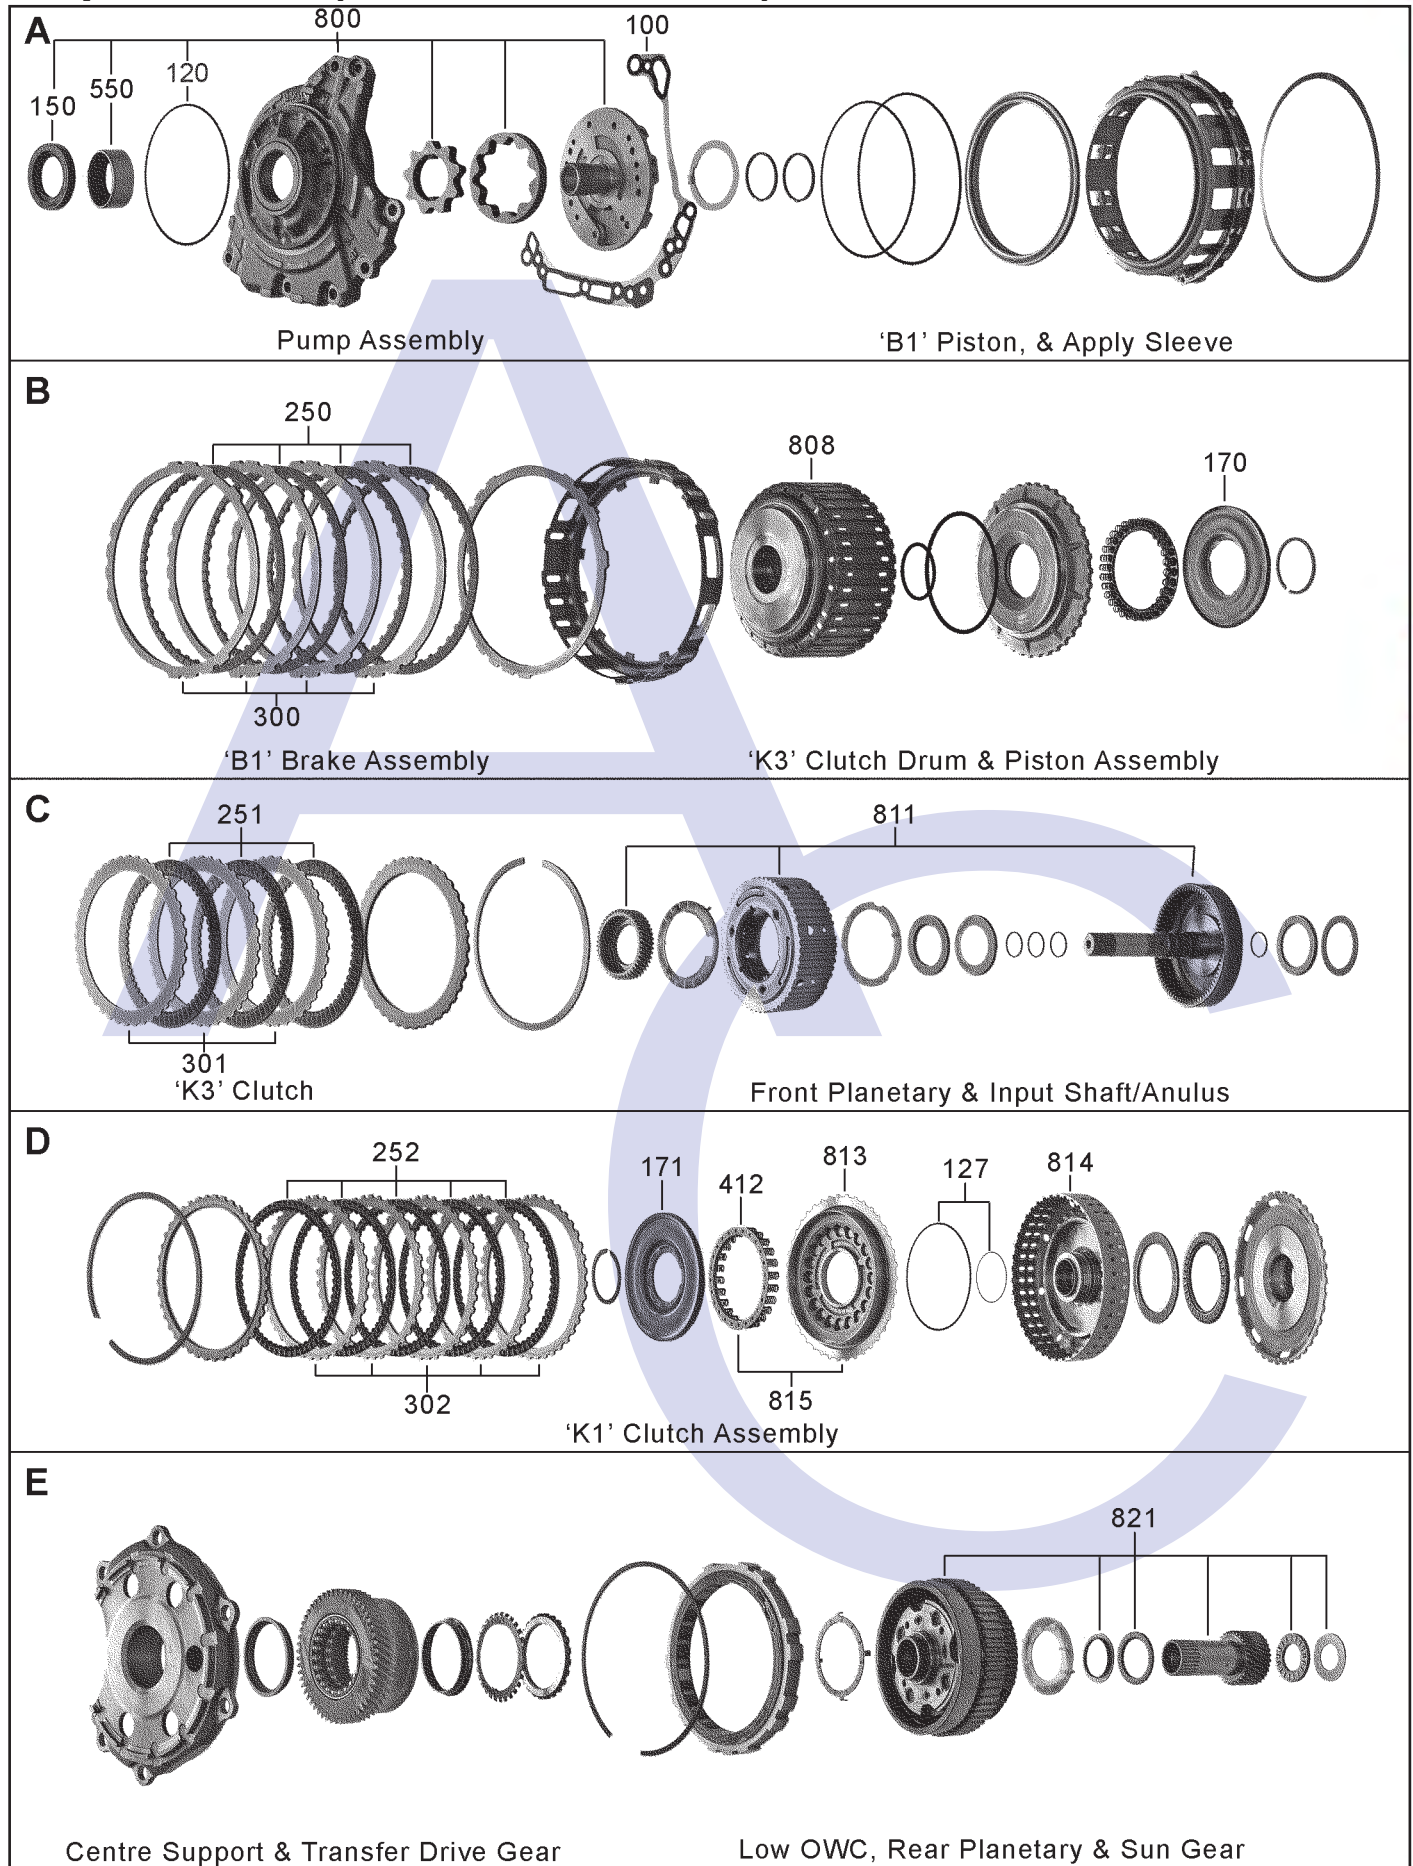 A
800
100
120
550
150
Pump Assembly
‘B1’ Piston, & Apply Sleeve
B
250
808
170
300
‘B1’ Brake Assembly
‘K3’ Clutch Drum & Piston Assembly
C
251
811
301
‘K3’ Clutch
Front Planetary & Input Shaft/Anulus
D
252
171
412
813
127
814
302
815
‘K1’ Clutch Assembly
E
821
Centre Support & Transfer Drive Gear
Low OWC, Rear Planetary & Sun Gear
AC